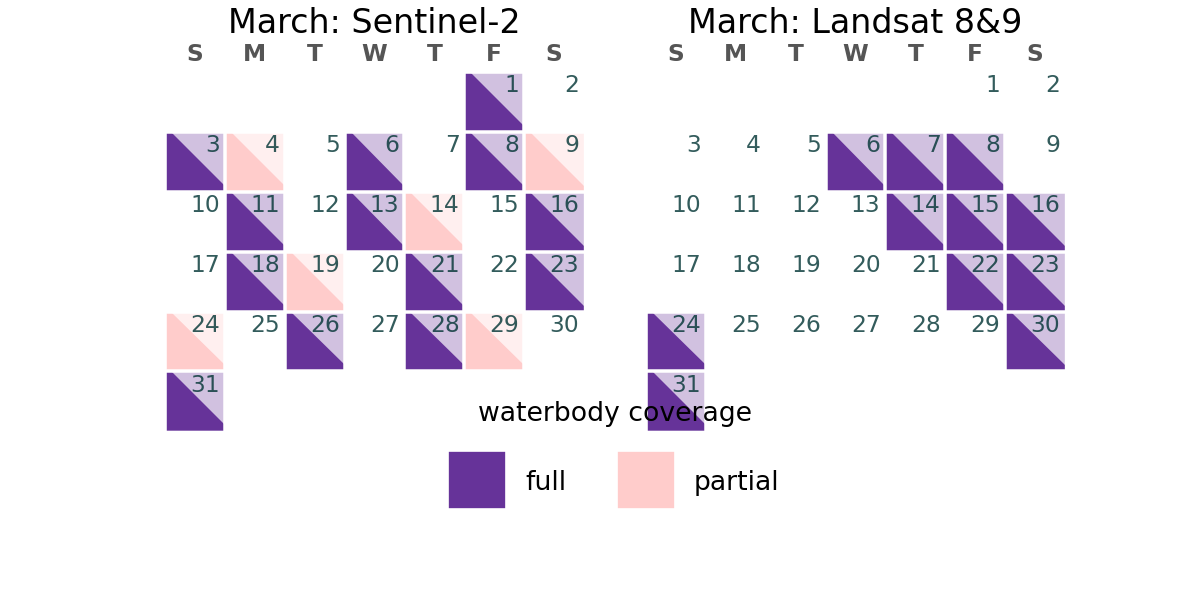 March: Sentinel-2
S M T W T F S
1 2
3 4 5 6 7 8 9
10 11 12 13 14 15 16
17 18 19 20 21 22 23
24 25 26 27 28 29 30
31
March: Landsat 8&9
S M T W T F S
1 2
3 4 5 6 7 8 9
10 11 12 13 14 15 16
17 18 19 20 21 22 23
24 25 26 27 28 29 30
31
waterbody coverage
full partial